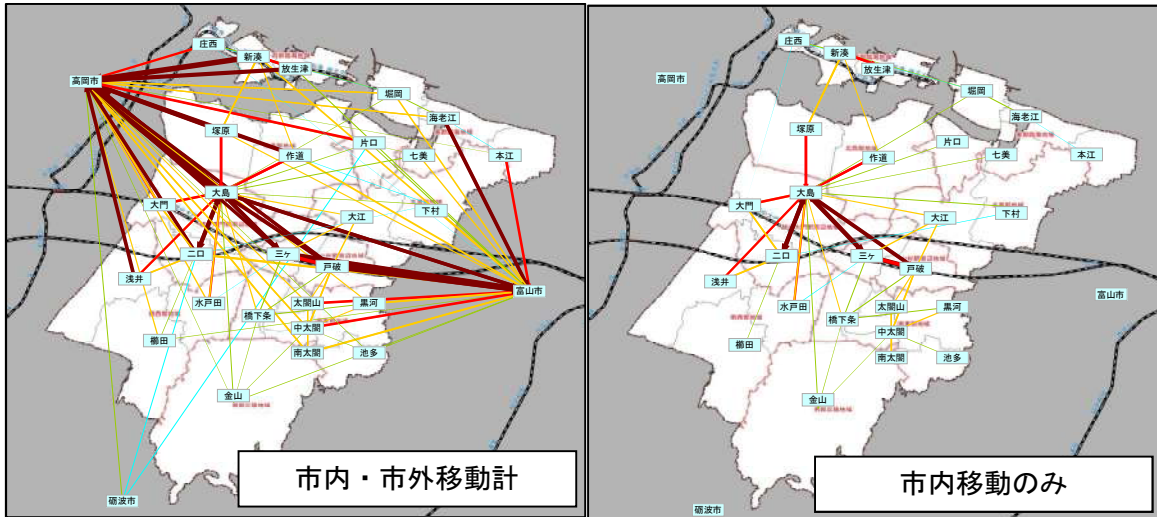 庄西
新湊
放生津
高岡市
堀岡
海老江
塚原
作道
片口
七美
本江
大島
大門
大江
下村
二口
三ケ
戸破
浅井
富山市
水戸田
太閤山
黒河
橋下条
中太閤
櫛田
南太閤
池多
金山
砺波市
市内・市外移動計
庄西
新湊
放生津
高岡市
堀岡
海老江
塚原
作道
片口
七美
本江
大島
大門
大江
下村
二口
三ケ
戸破
浅井
富山市
水戸田
太閤山
黒河
橋下条
中太閤
櫛田
南太閤
池多
金山
砺波市
市内移動のみ